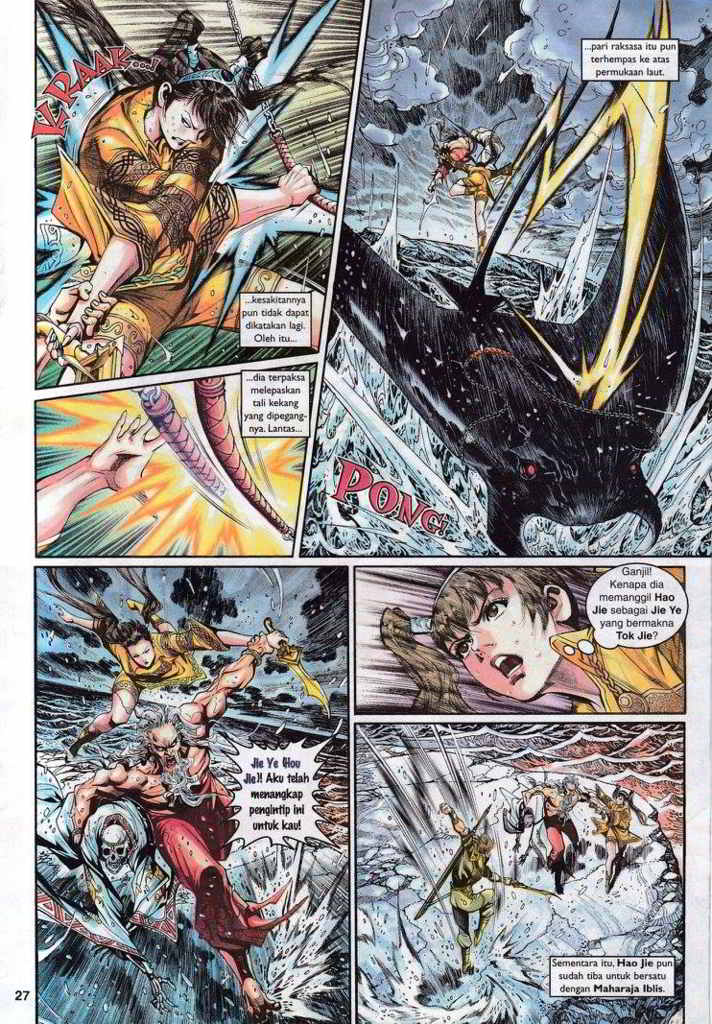 KRAAK...
...kesakitannya
pun tidak dapat
dikatakan lagi.
Oleh itu...
...dia terpaksa
melepaskan
tali kekang
yang dipegang-
nya. Lantas...
...pari raksasa itu pun
terhempas ke atas
permukaan laut.
PONG
Jie Ye (Hou
Jie)! Aku telah
menangkap
pengintip ini
untuk kau!
Ganjil!
Kenapa dia
memanggil Hao
Jie sebagai Jie Ye
yang bermakna
Tok Jie?
Sementara itu, Hao Jie pun
sudah tiba untuk bersatu
dengan Maharaja Iblis.
27